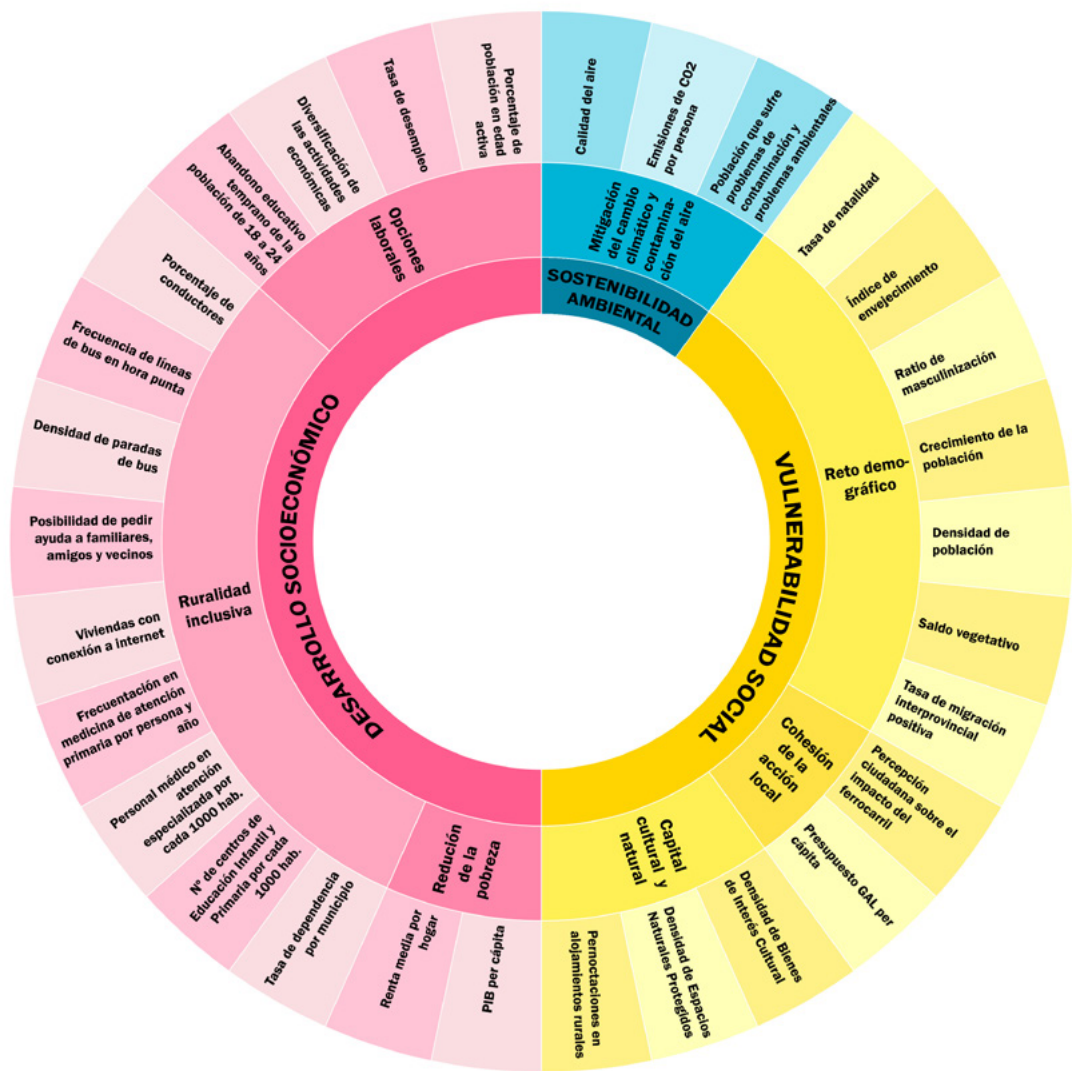 SOSTENIBILIDAD
AMBIENTAL
Mitigación
del cambio
climático y
contamina-
ción del aire
Calidad del aire
Emisiones de CO2
por persona
Población que sufre
problemas de
contaminación y
problemas ambientales
VULNERABILIDAD SOCIAL
Reto demo-
gráfico
Tasa de natalidad
Índice de
envejecimiento
Ratio de
masculinización
Crecimiento de la
población
Densidad de
población
Saldo vegetativo
Tasa de migración
interprovincial
positiva
Cohesión
de la
acción
local
Percepción
ciudadana sobre el
impacto del
ferrocarril
Presupuesto GAL per
cápita
Capital
cultural y
natural
Densidad de Bienes
de Interés Cultural
Densidad de Espacios
Naturales Protegidos
Pernoctaciones en
alojamientos rurales
DESARROLLO SOCIOECONÓMICO
Redución
de la
pobreza
PIB per cápita
Renta media por
hogar
Ruralidad
inclusiva
Tasa de dependencia
por municipio
Nº de centros de
Educación Infantil y
Primaria por cada
1000 hab.
Personal médico en
atención
especializada por
cada 1000 hab.
Frecuentación en
medicina de atención
primaria por persona y
año
Viviendas con
conexión a internet
Posibilidad de pedir
ayuda a familiares,
amigos y vecinos
Densidad de paradas
de bus
Frecuencia de líneas
de bus en hora punta
Porcentaje de
conductores
Opciones
laborales
Abandono educativo
temprano de la
población de 18 a 24
años
Diversificación de
las actividades
económicas
Tasa de desempleo
Porcentaje de
población en edad
activa